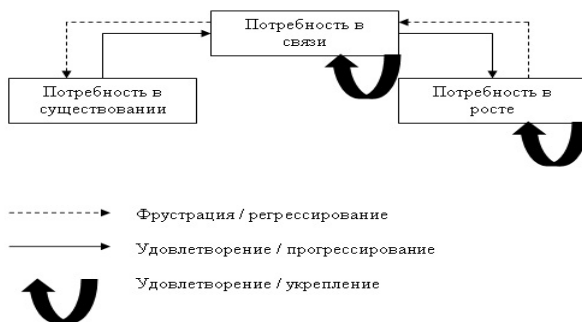 Потребность в
связи
Потребность в
существовании
Потребность в
росте
Фрустрация / регрессирование
Удовлетворение / прогрессирование
Удовлетворение / укрепление